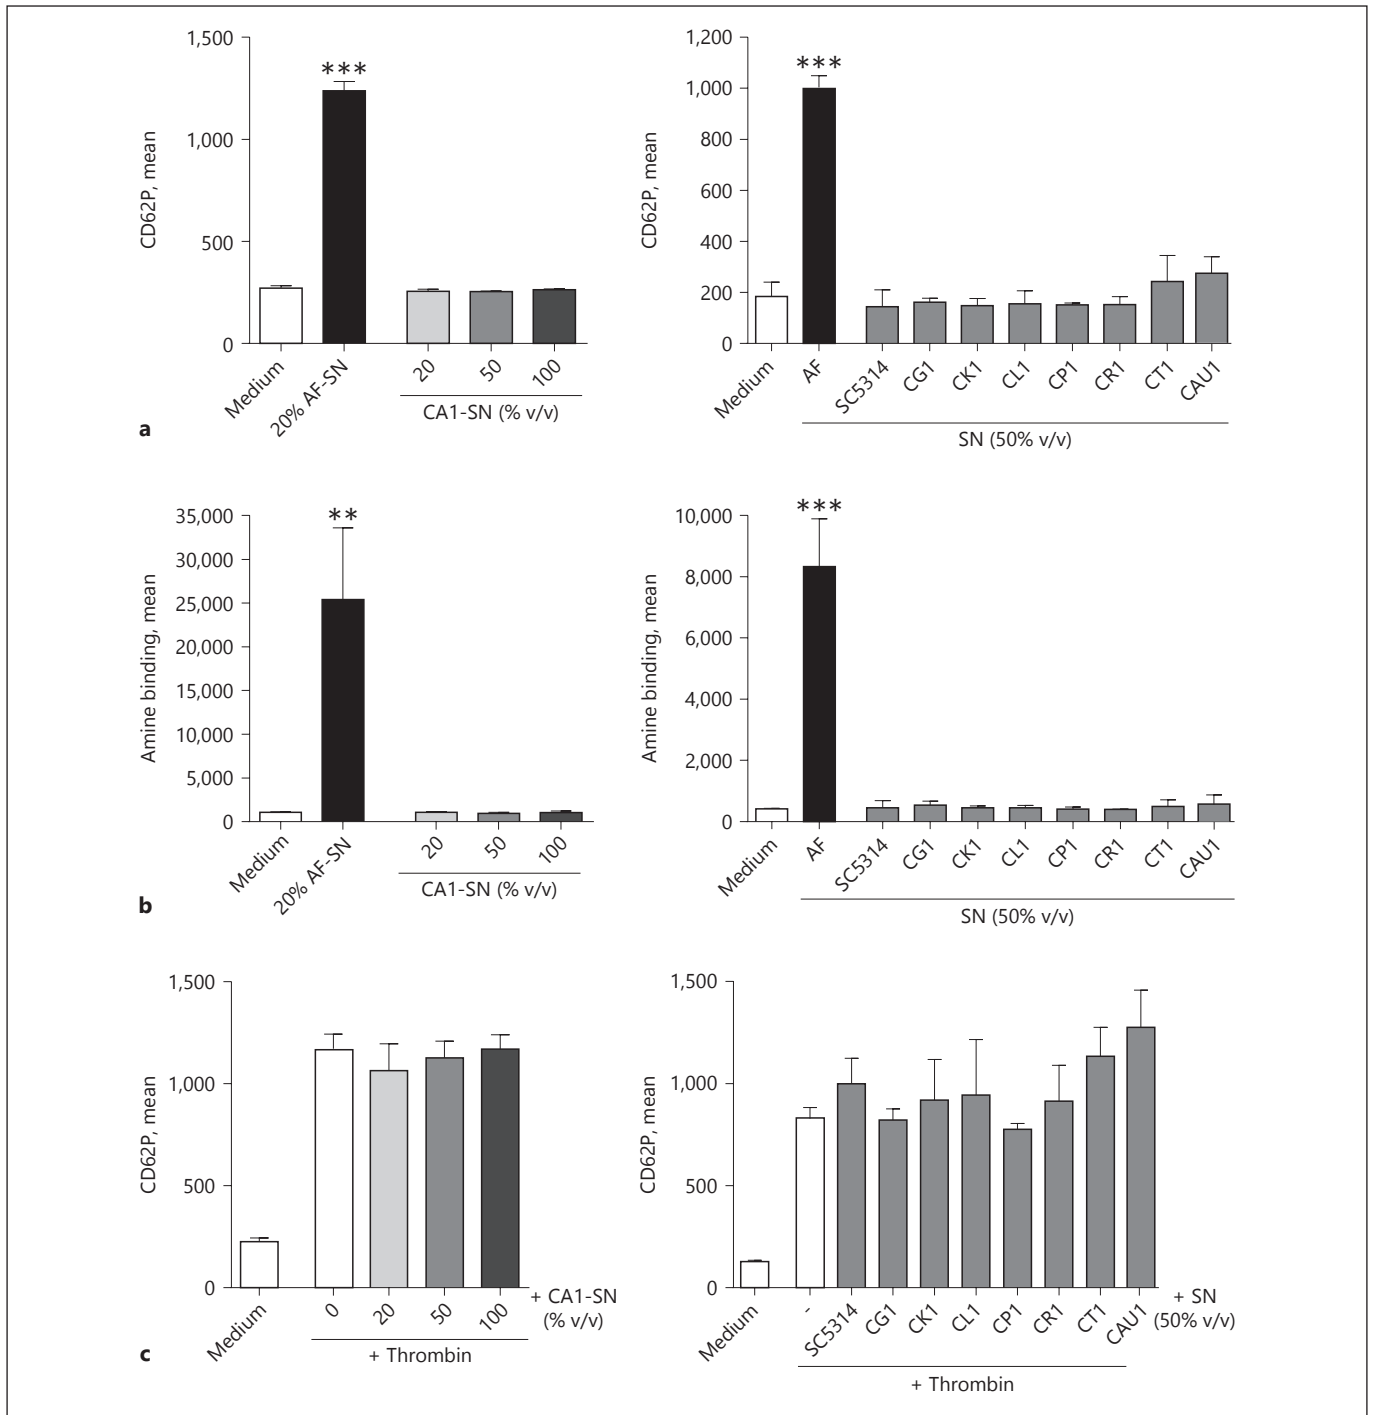 1,500
1,000
500
0
CD62P, mean
***
Medium
20% AF-SN
20
50
100
CA1-SN (% v/v)
1,200
1,000
800
600
400
200
0
CD62P, mean
***
Medium
AF
SC5314
CG1
CK1
CL1
CP1
CR1
CT1
CAU1
SN (50% v/v)
a
35,000
30,000
25,000
20,000
15,000
10,000
5,000
0
Amine binding, mean
**
Medium
20% AF-SN
20
50
100
CA1-SN (% v/v)
10,000
8,000
6,000
4,000
2,000
0
Amine binding, mean
***
Medium
AF
SC5314
CG1
CK1
CL1
CP1
CR1
CT1
CAU1
SN (50% v/v)
b
1,500
1,000
500
0
CD62P, mean
Medium
0
20
50
100
+ CA1-SN
(% v/v)
+ Thrombin
1,500
1,000
500
0
CD62P, mean
Medium
-
SC5314
CG1
CK1
CL1
CP1
CR1
CT1
CAU1
+ SN
(50% v/v)
+ Thrombin
c